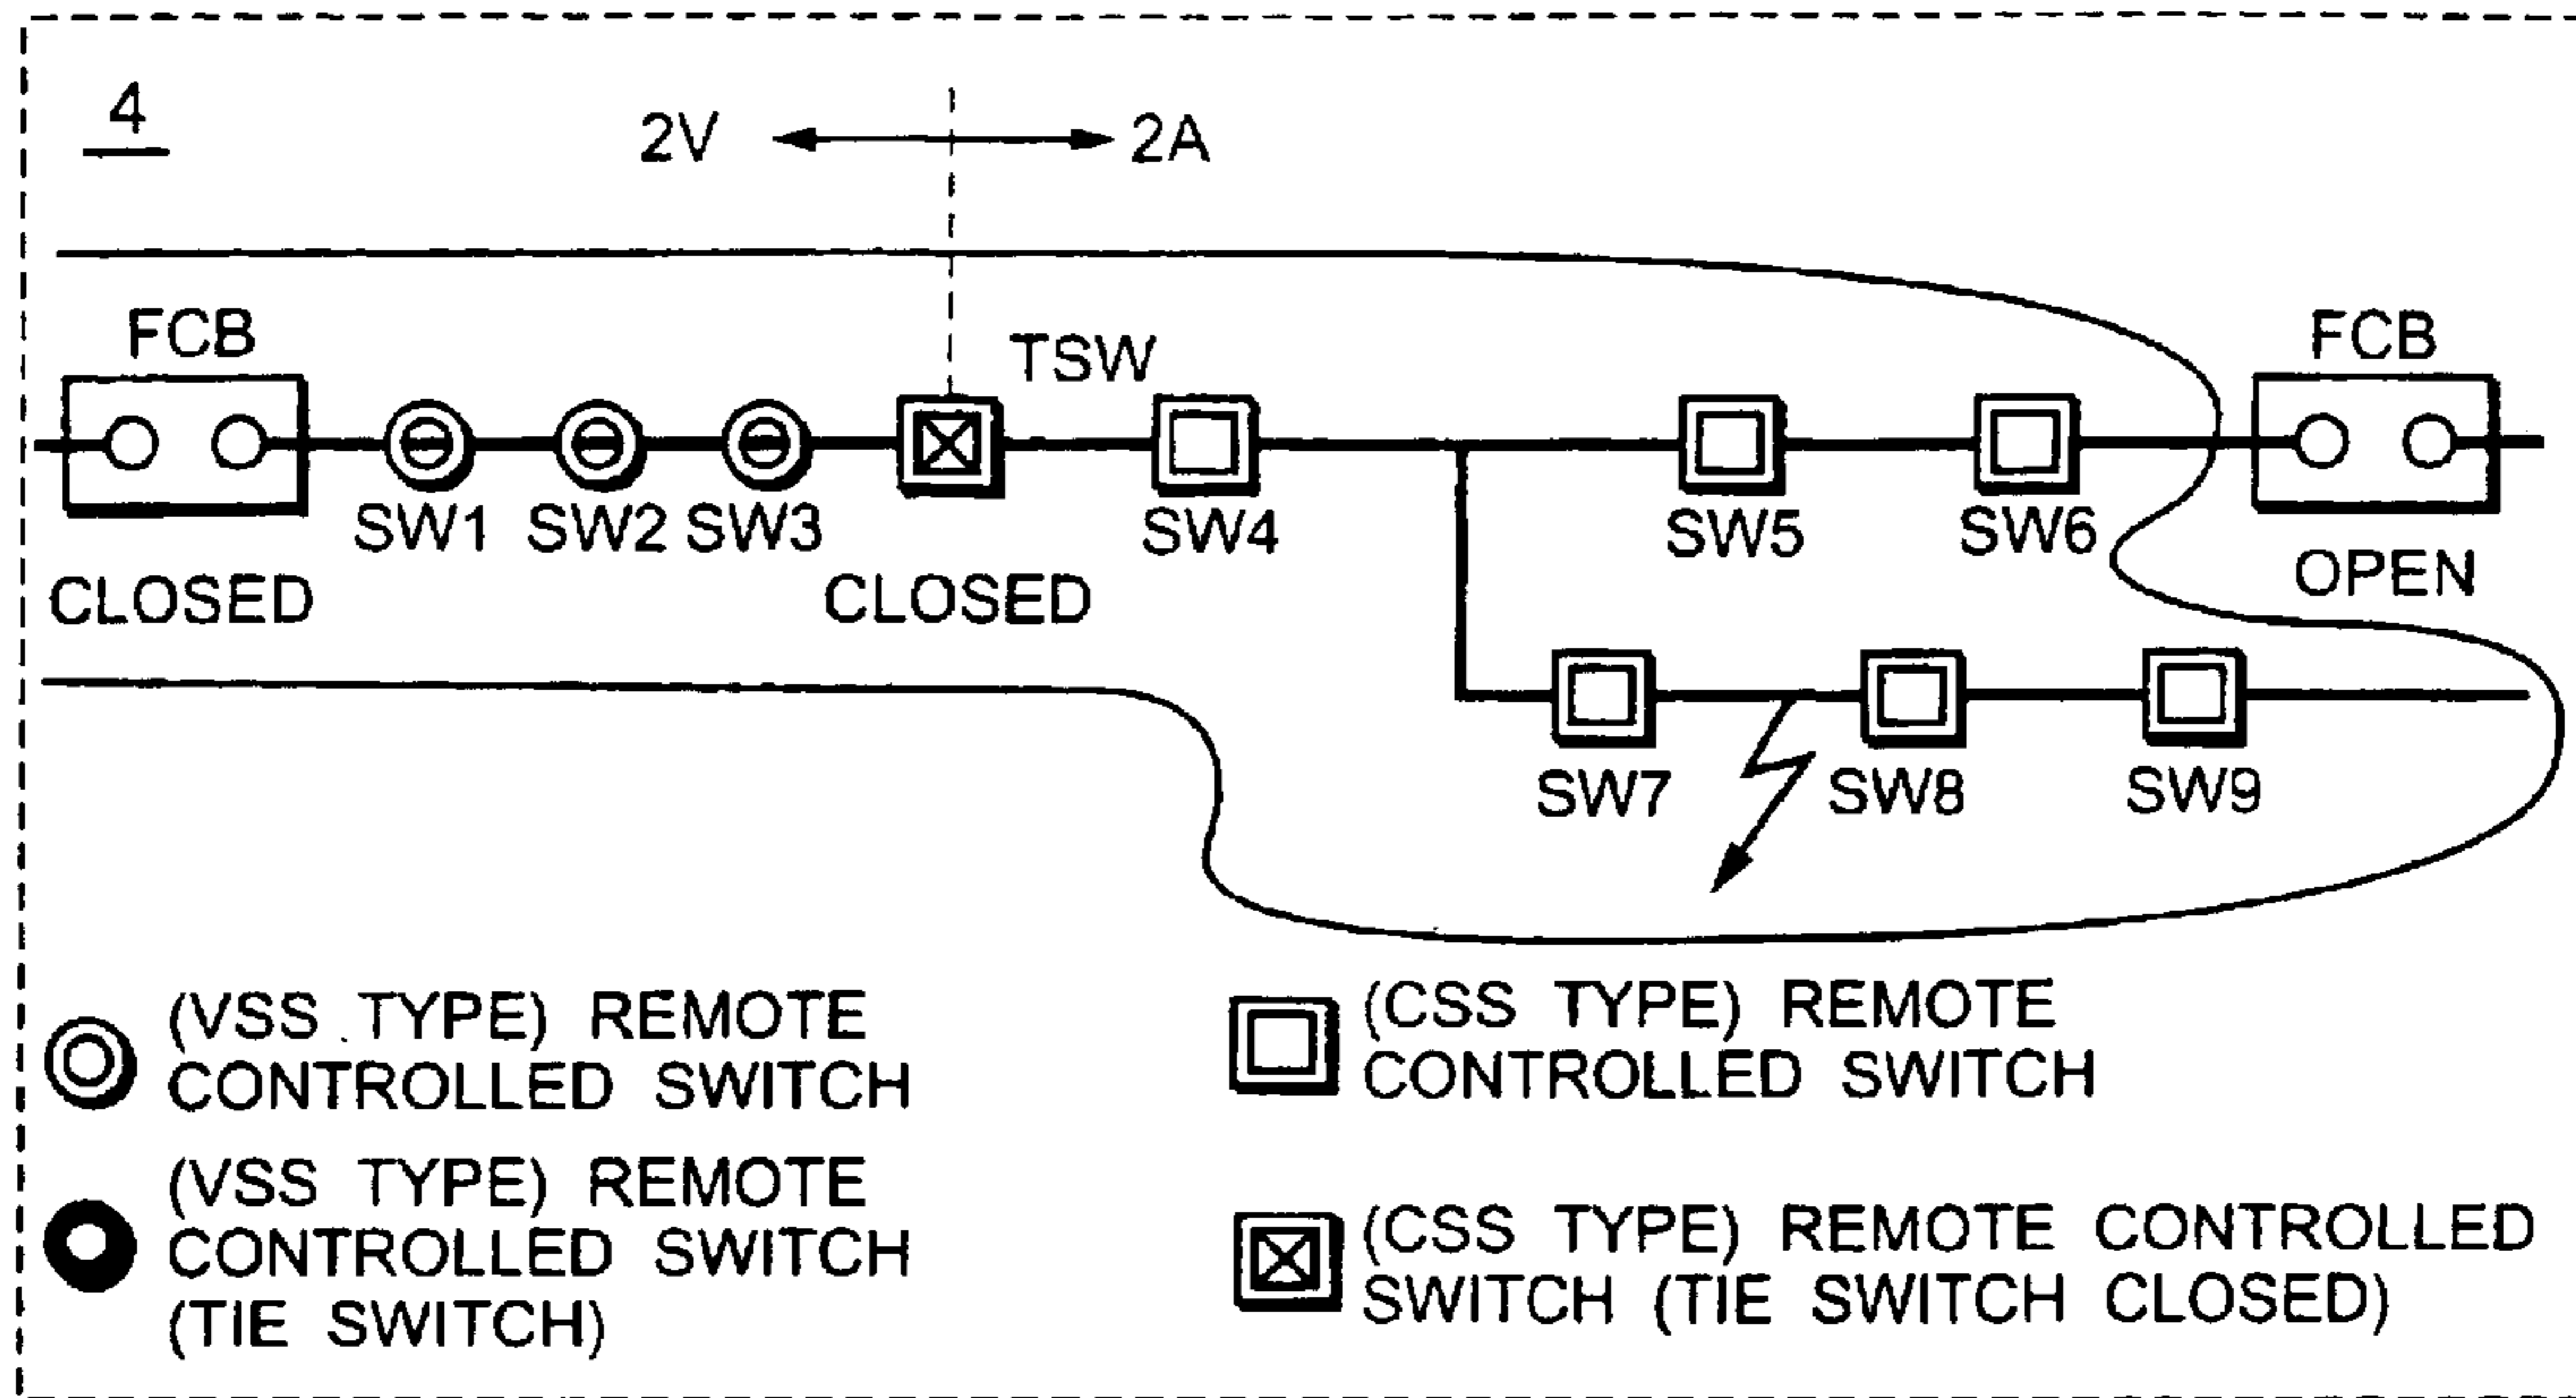 4
2V
2A
FCB
TSW
FCB
SW1
SW2
SW3
SW4
SW5
SW6
CLOSED
CLOSED
OPEN
SW7
SW8
SW9
(VSS TYPE) REMOTE
CONTROLLED SWITCH
(CSS TYPE) REMOTE
CONTROLLED SWITCH
(VSS TYPE) REMOTE
CONTROLLED SWITCH
(TIE SWITCH)
(CSS TYPE) REMOTE CONTROLLED
SWITCH (TIE SWITCH CLOSED)